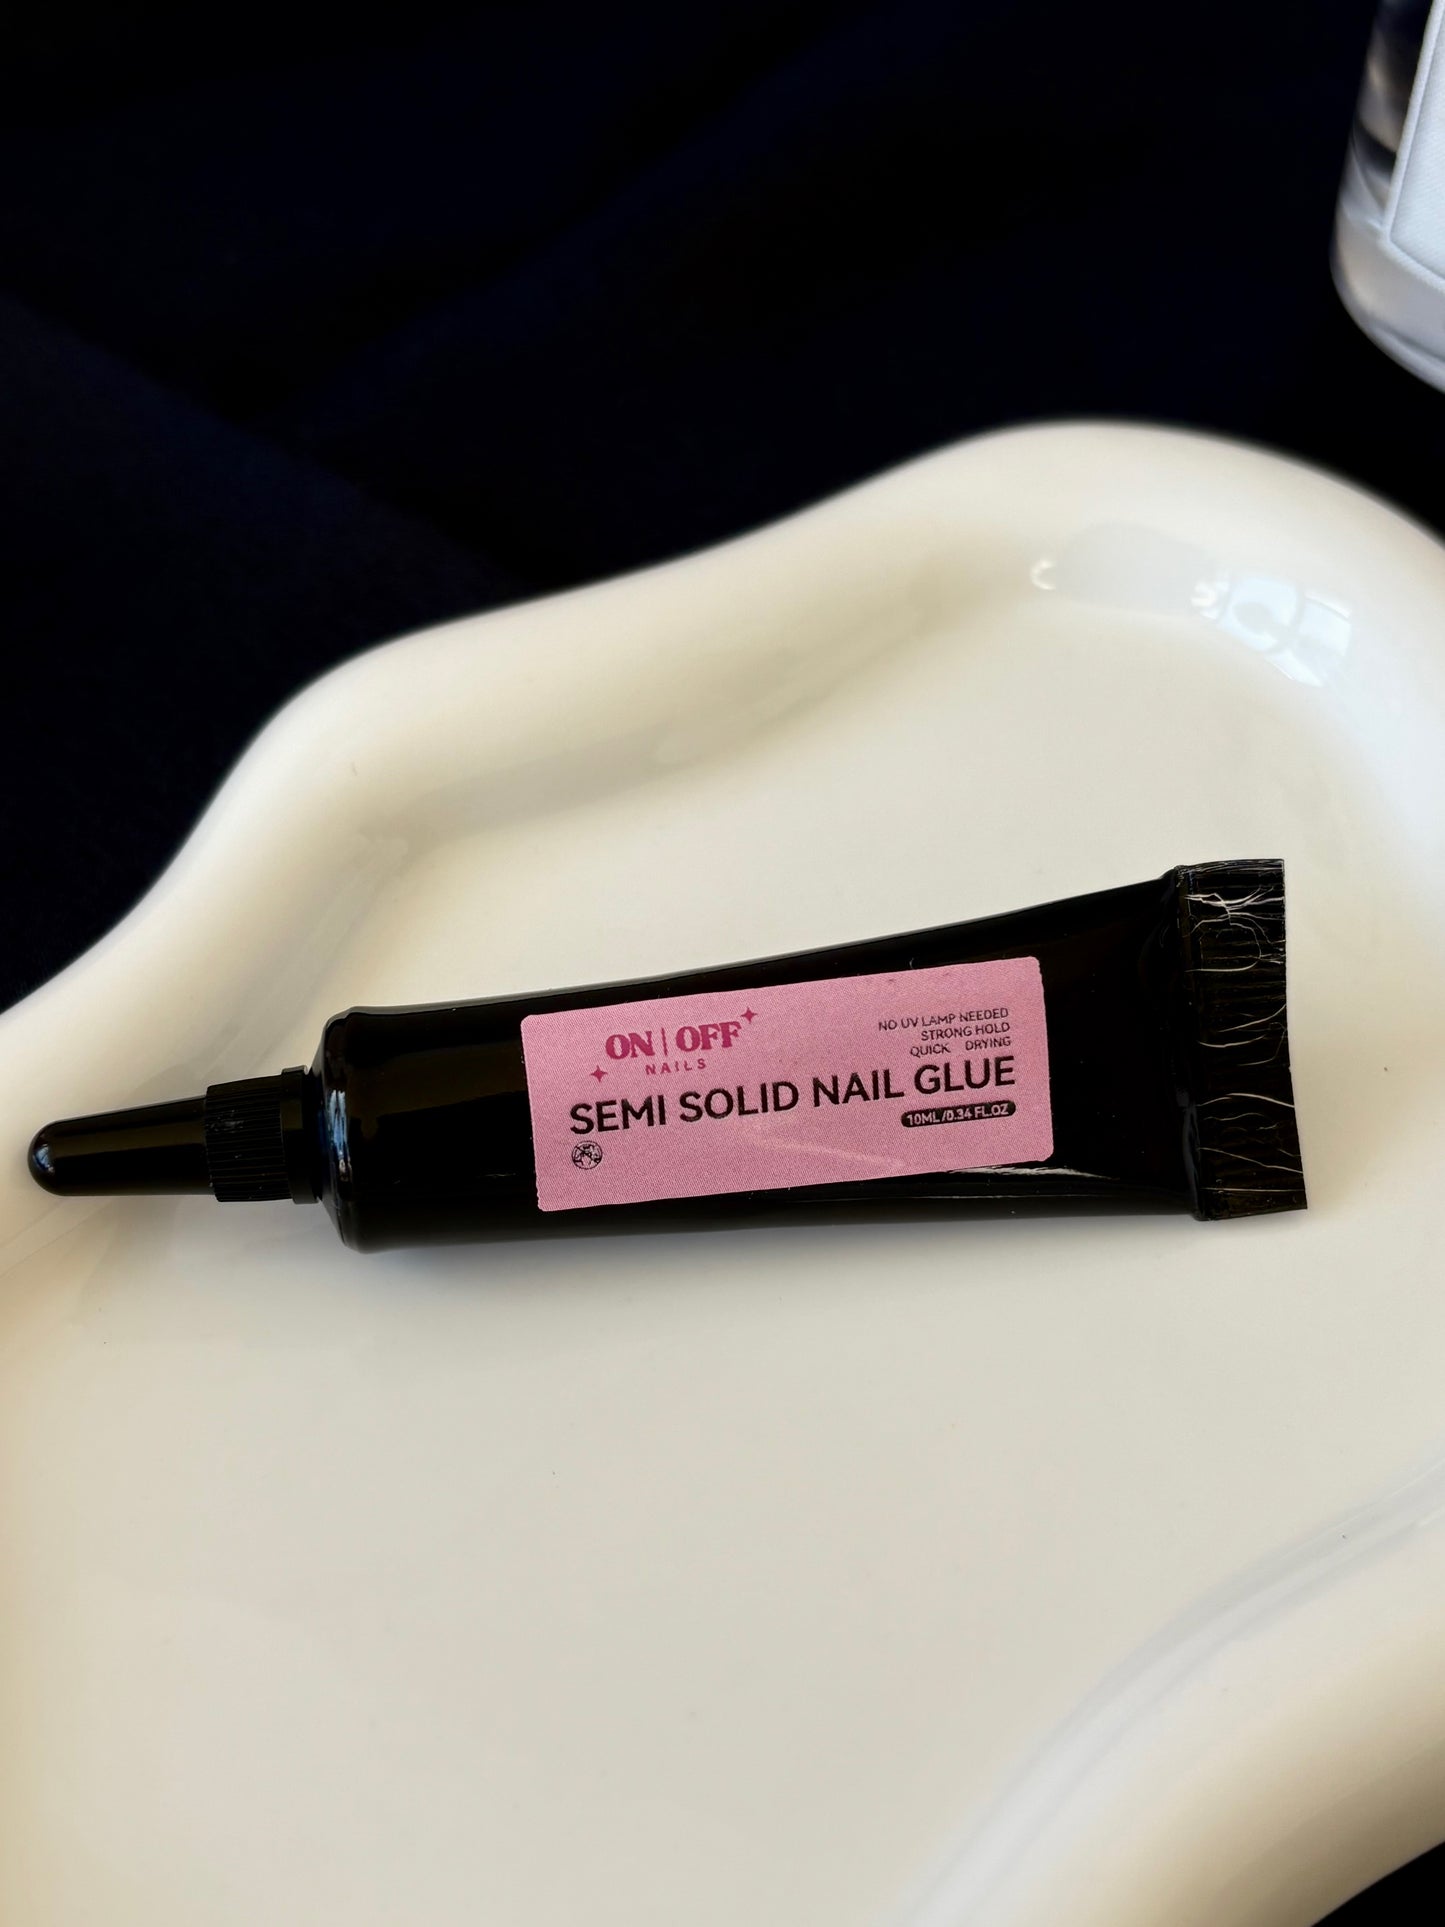 ON|OFF
NAILS
NO UV LAMP NEEDED
STRONG HOLD
QUICK DRYING
SEMI SOLID NAIL GLUE
10ML/0.34 FL.OZ